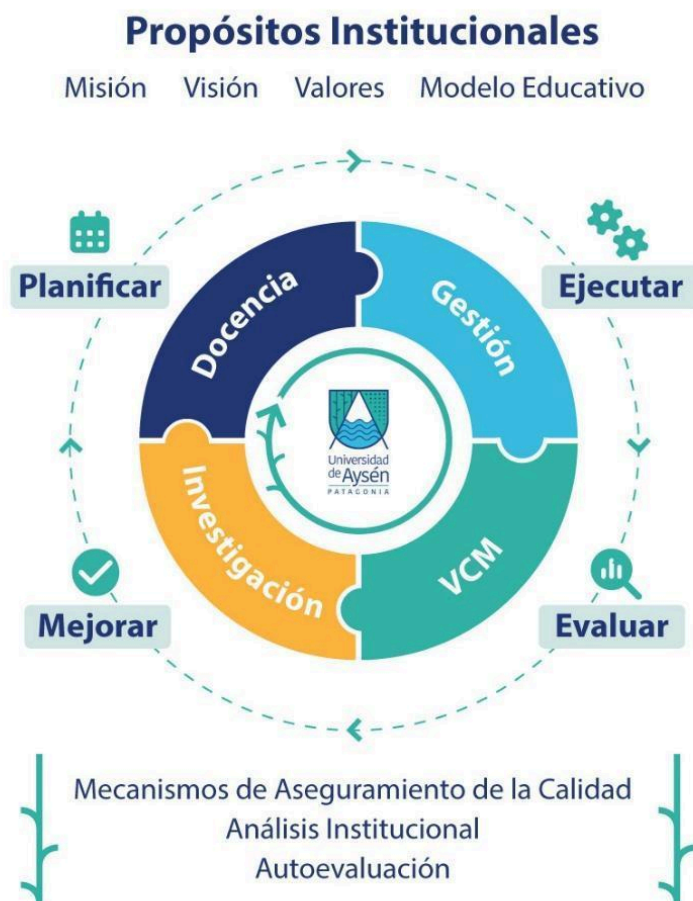 Propósitos Institucionales
Misión Visión Valores Modelo Educativo
Planificar
Ejecutar
Docencia
Gestión
Universidad
de Aysén
PATAGONIA
Investigación
VCM
Mejorar
Evaluar
Mecanismos de Aseguramiento de la Calidad
Análisis Institucional
Autoevaluación